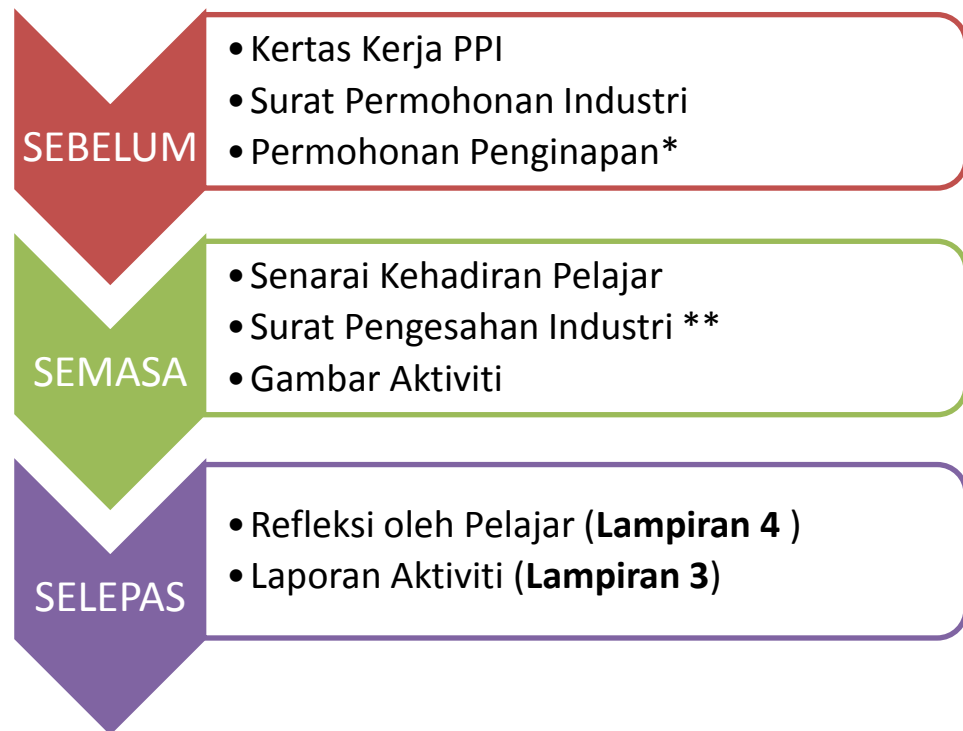 SEBELUM
•Kertas Kerja PPI
•Surat Permohonan Industri
•Permohonan Penginapan*
SEMASA
•Senarai Kehadiran Pelajar
•Surat Pengesahan Industri **
•Gambar Aktiviti
SELEPAS
•Refleksi oleh Pelajar (Lampiran 4 )
•Laporan Aktiviti (Lampiran 3)